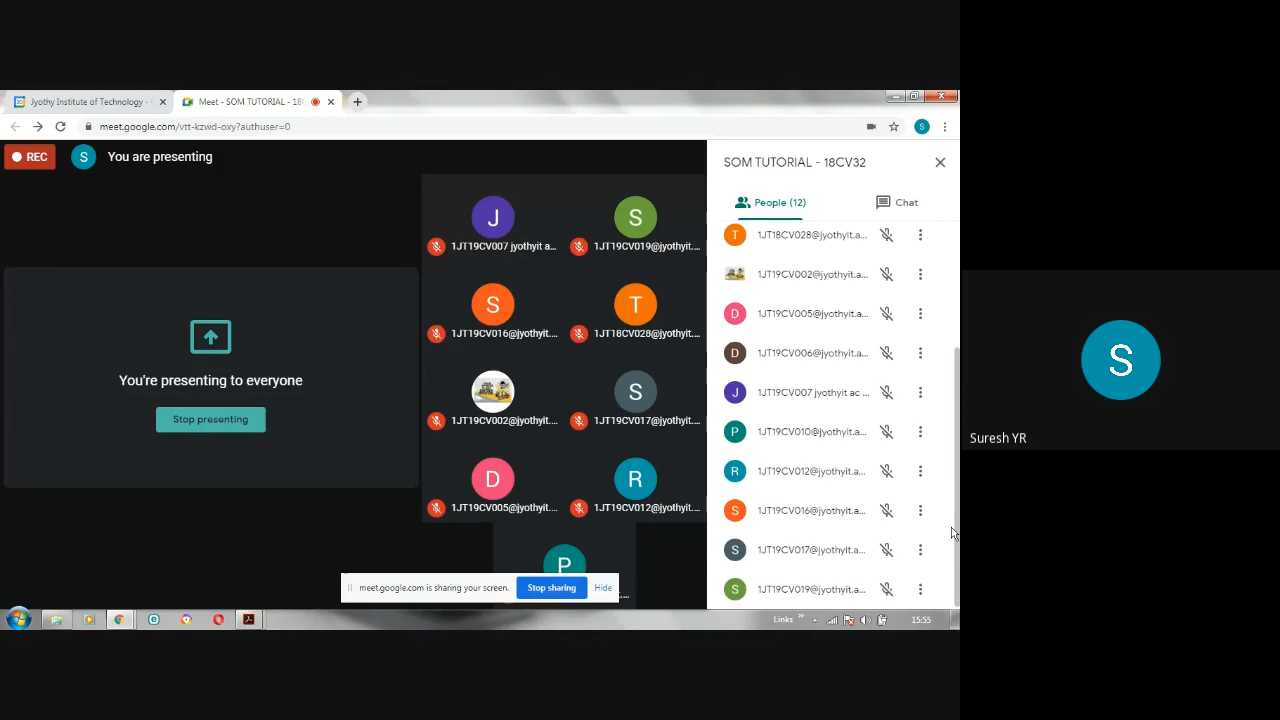 Jyothy Institute of Technology -
Meet - SOM TUTORIAL - 18
meet.google.com/vtt-kzwd-oxy?authuser=0
S
REC
S
You are presenting
You're presenting to everyone
Stop presenting
J
S
1JT19CV007 jyothyit a...
1JT19CV019@jyothyit....
S
T
1JT19CV016@jyothyit....
1JT18CV028@jyothyit....
S
1JT19CV002@jyothyit....
1JT19CV017@jyothyit....
D
R
1JT19CV005@jyothyit....
1JT19CV012@jyothyit....
P
meet.google.com is sharing your screen.
Stop sharing
Hide
SOM TUTORIAL - 18CV32
People (12)
Chat
T
1JT18CV028@jyothyit.a...
1JT19CV002@jyothyit.a...
D
1JT19CV005@jyothyit.a...
D
1JT19CV006@jyothyit.a...
J
1JT19CV007 jyothyit ac ...
P
1JT19CV010@jyothyit.a...
R
1JT19CV012@jyothyit.a...
S
1JT19CV016@jyothyit.a...
S
1JT19CV017@jyothyit.a...
S
1JT19CV019@jyothyit.a...
Links
15:55
S
Suresh YR